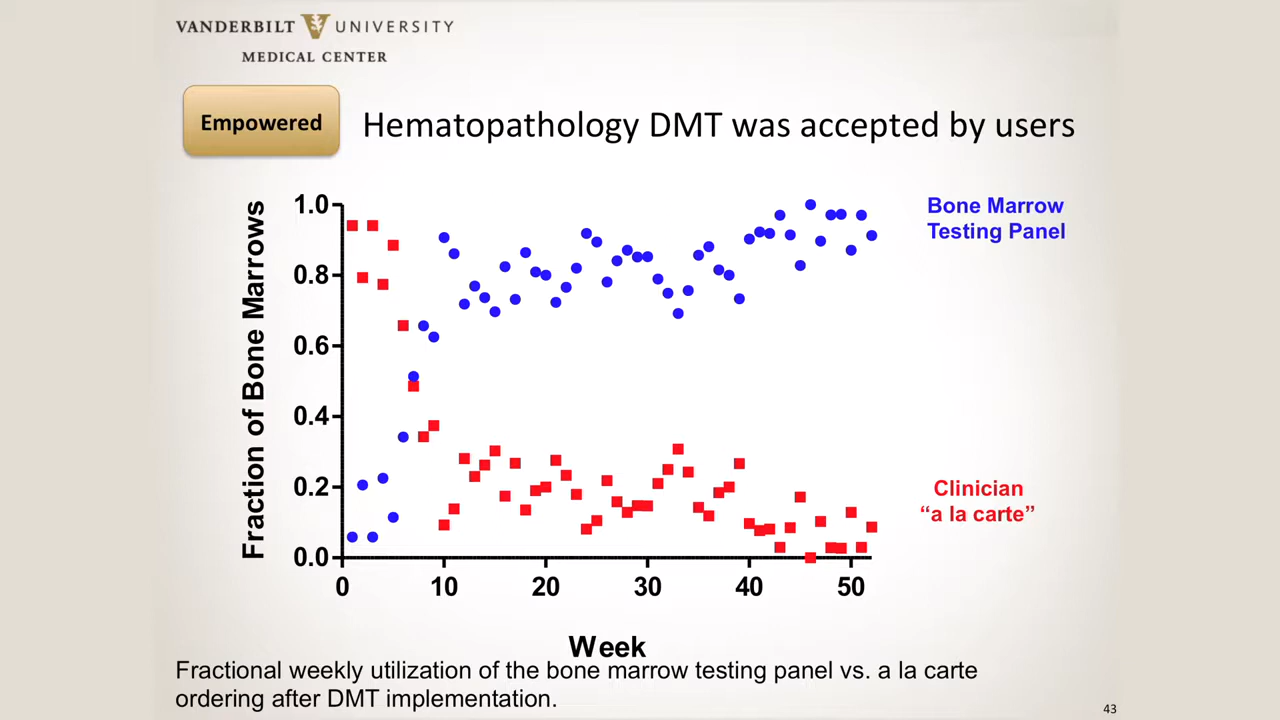 VANDERBILT UNIVERSITY
MEDICAL CENTER
Empowered
Hematopathology DMT was accepted by users
Fraction of Bone Marrows
1.0
0.8
0.6
0.4
0.2
0.0
0 10 20 30 40 50
Week
Bone Marrow
Testing Panel
Clinician
“a la carte”
Fractional weekly utilization of the bone marrow testing panel vs. a la carte
ordering after DMT implementation.
43